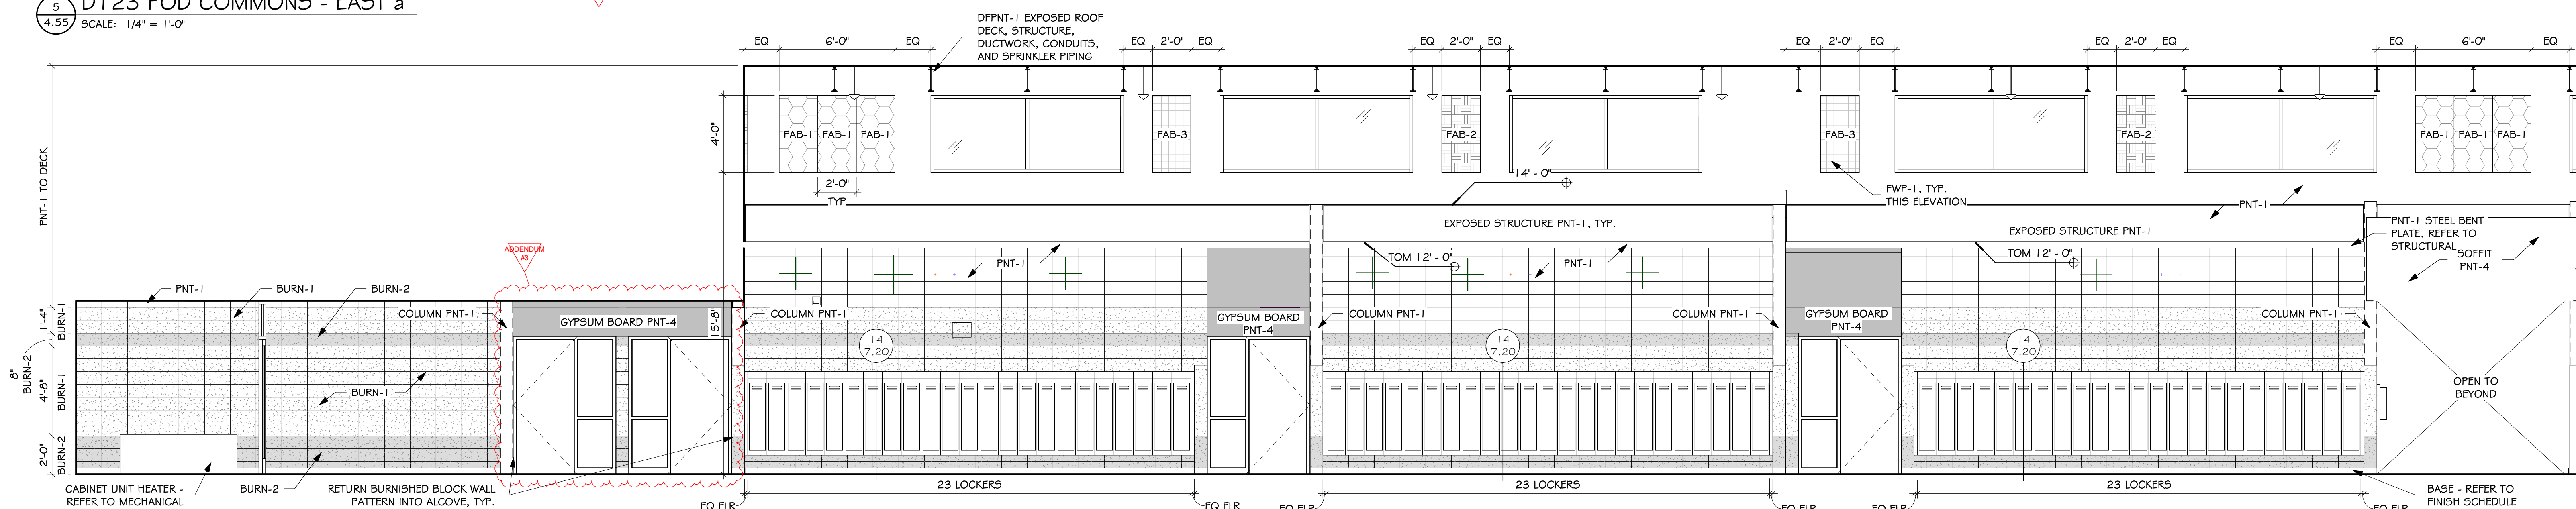 5
4.55
DT23 POD COMMONS - EAST a
SCALE: 1/4" = 1'-0"
DFPNT-1 EXPOSED ROOF
DECK, STRUCTURE,
DUCTWORK, CONDUITS,
AND SPRINKLER PIPING
EQ
6'-0"
EQ
EQ
2'-0"
EQ
EQ
2'-0"
EQ
EQ
2'-0"
EQ
EQ
2'-0"
EQ
EQ
6'-0"
EQ
PNT-1 TO DECK
4'-0"
FAB-1
FAB-1
FAB-1
FAB-3
FAB-2
FAB-3
FAB-2
FAB-1
FAB-1
FAB-1
2'-0"
TYP
14' - 0"
FWP-1, TYP.
THIS ELEVATION
PNT-1
EXPOSED STRUCTURE PNT-1, TYP.
EXPOSED STRUCTURE PNT-1
PNT-1 STEEL BENT
PLATE, REFER TO
STRUCTURAL
SOFFIT
PNT-4
ADDENDUM
#3
PNT-1
TOM 12' - 0"
PNT-1
TOM 12' - 0"
PNT-1
BURN-1
BURN-2
COLUMN PNT-1
GYPSUM BOARD PNT-4
15'-8"
COLUMN PNT-1
GYPSUM BOARD
PNT-4
COLUMN PNT-1
COLUMN PNT-1
GYPSUM BOARD
PNT-4
COLUMN PNT-1
1'-4"
BURN-1
8"
BURN-2
4'-8"
BURN-1
2'-0"
BURN-2
BURN-1
14
7.20
14
7.20
14
7.20
OPEN TO
BEYOND
CABINET UNIT HEATER -
REFER TO MECHANICAL
BURN-2
RETURN BURNISHED BLOCK WALL
PATTERN INTO ALCOVE, TYP.
23 LOCKERS
23 LOCKERS
23 LOCKERS
BASE - REFER TO
FINISH SCHEDULE
EQ FLR
EQ FLR
EQ FLR
EQ FLR
EQ FLR
EQ FLR